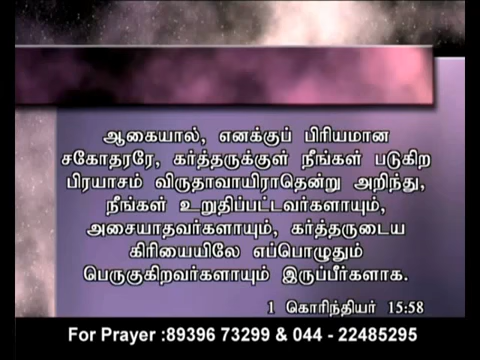 ஆகையால், எனக்குப் பிரியமான
சகோதரரே, கர்த்தருக்குள் நீங்கள் படுகிற
பிரயாசம் விருதாவாயிராதென்று அறிந்து,
நீங்கள் உறுதிப்பட்டவர்களாயும்,
அசையாதவர்களாயும், கர்த்தருடைய
கிரியையிலே எப்பொழுதும்
பெருகுகிறவர்களாயும் இருப்பீர்களாக.
1 கொரிந்தியர் 15:58
For Prayer :89396 73299 & 044 - 22485295